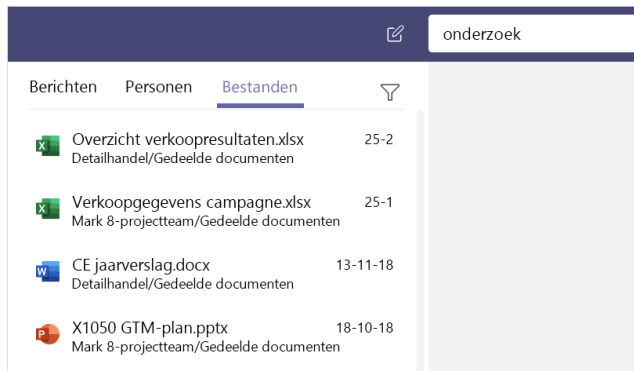 onderzoek
Berichten Personen Bestanden
Overzicht verkoopresultaten.xlsx 25-2
Detailhandel/Gedeelde documenten
Verkoopgegevens campagne.xlsx 25-1
Mark 8-projectteam/Gedeelde documenten
CE jaarverslag.docx 13-11-18
Detailhandel/Gedeelde documenten
X1050 GTM-plan.pptx 18-10-18
Mark 8-projectteam/Gedeelde documenten